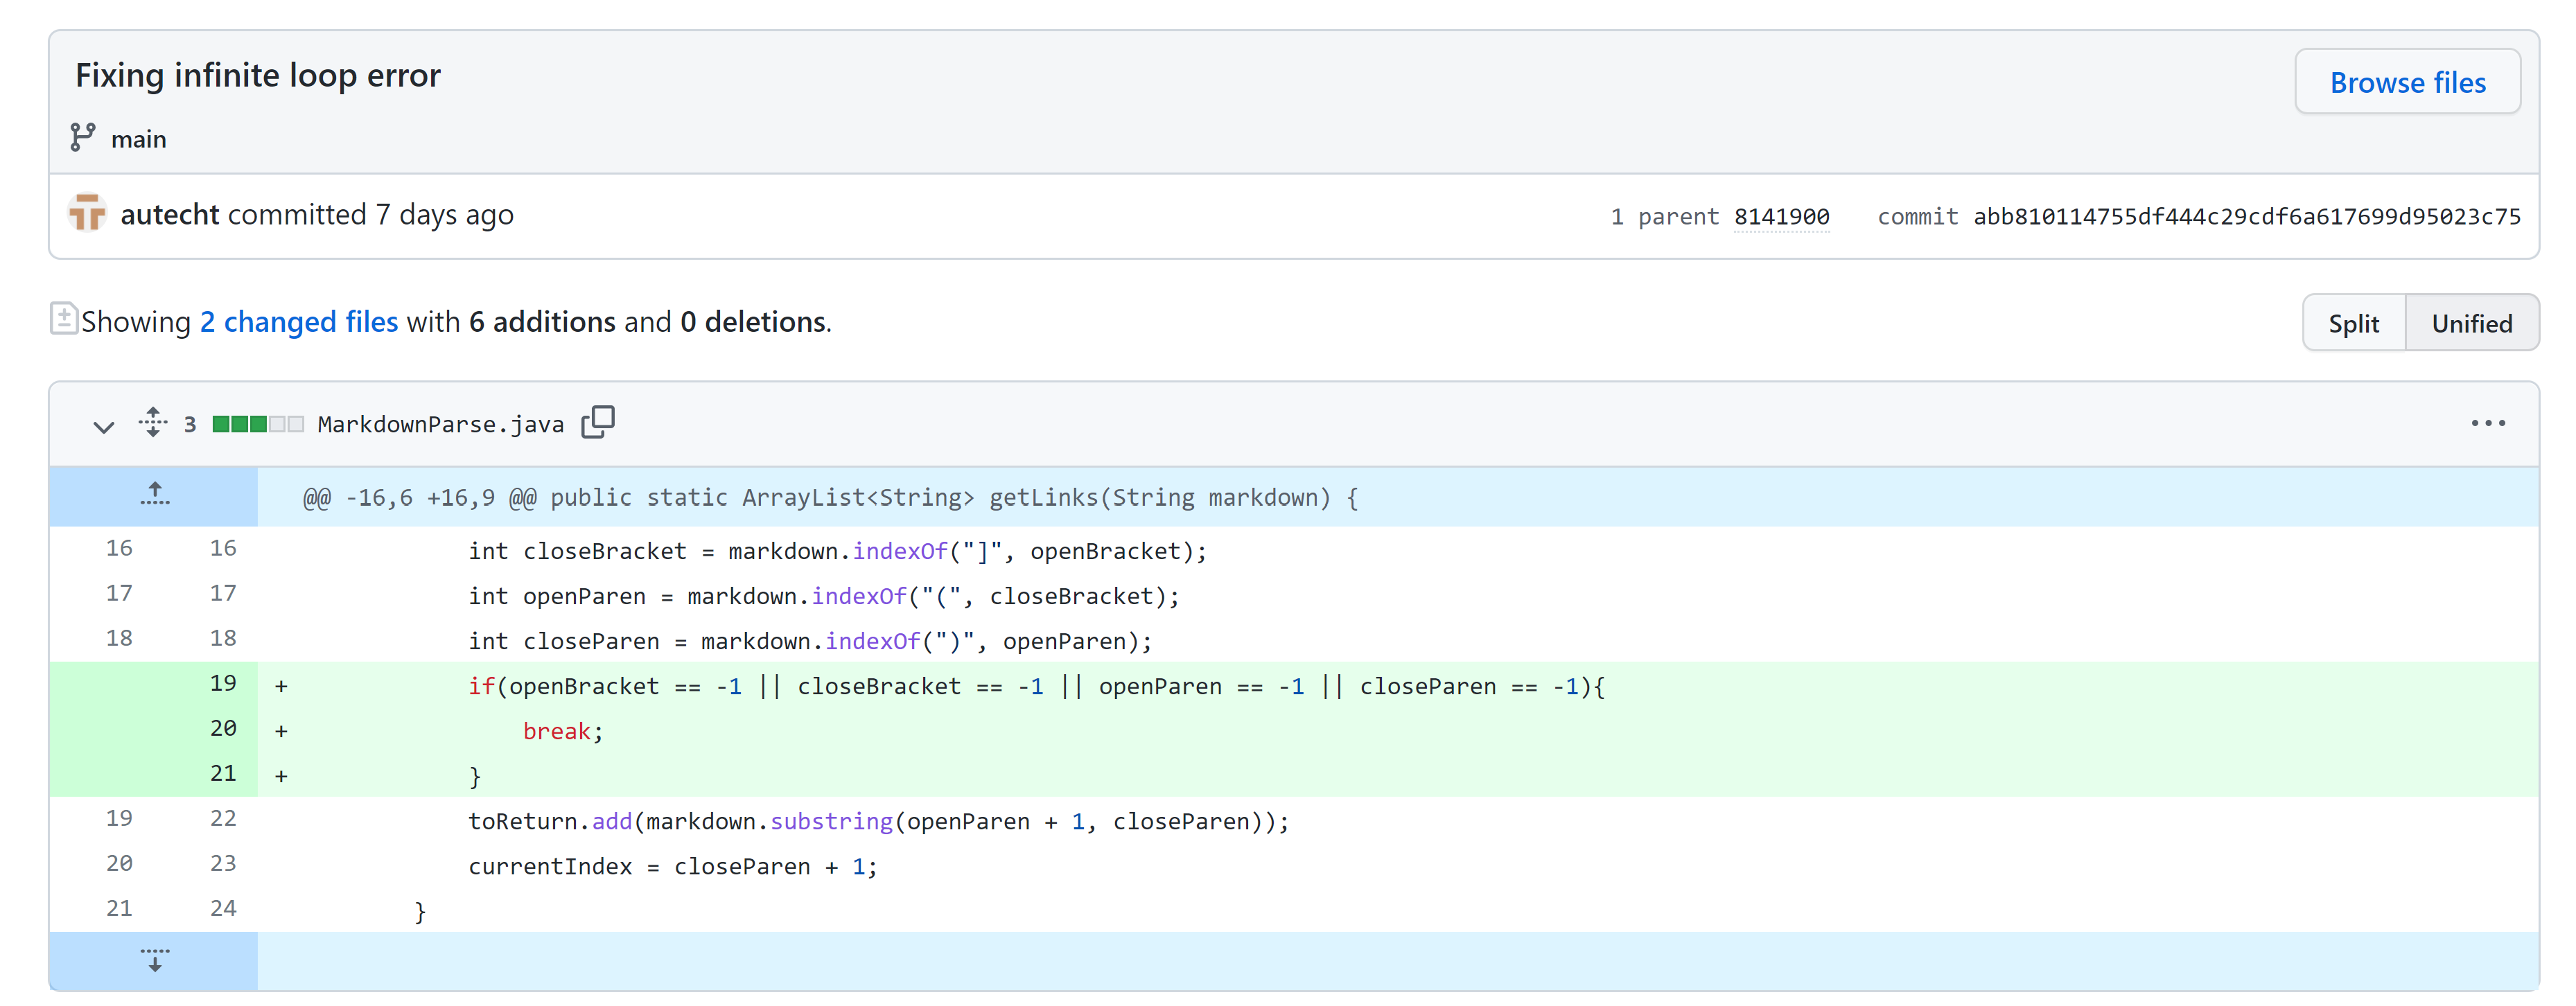 Fixing infinite loop error
Browse files
main
autecht committed 7 days ago
1 parent 8141900 commit abb810114755df444c29cdf6a617699d95023c75
Showing 2 changed files with 6 additions and 0 deletions.
Split Unified
3 MarkdownParse.java
@@ -16,6 +16,9 @@ public static ArrayList<String> getLinks(String markdown) {
16 16 int closeBracket = markdown.indexOf("]", openBracket);
17 17 int openParen = markdown.indexOf("(", closeBracket);
18 18 int closeParen = markdown.indexOf(")", openParen);
19 + if(openBracket == -1 || closeBracket == -1 || openParen == -1 || closeParen == -1){
20 + break;
21 + }
19 22 toReturn.add(markdown.substring(openParen + 1, closeParen));
20 23 currentIndex = closeParen + 1;
21 24 }